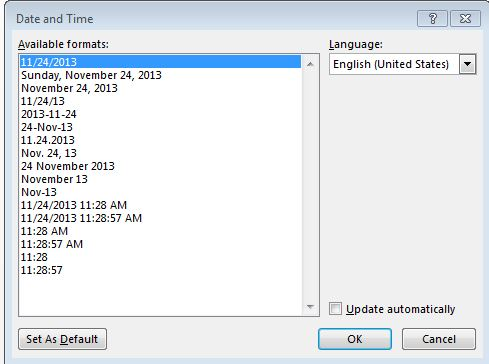 Date and Time
Available formats:
Language:
11/24/2013
English (United States)
Sunday, November 24, 2013
November 24, 2013
11/24/13
2013-11-24
24-Nov-13
11.24.2013
Nov. 24, 13
24 November 2013
November 13
Nov-13
11/24/2013 11:28 AM
11/24/2013 11:28:57 AM
11:28 AM
11:28:57 AM
11:28
11:28:57
Update automatically
Set As Default
OK
Cancel